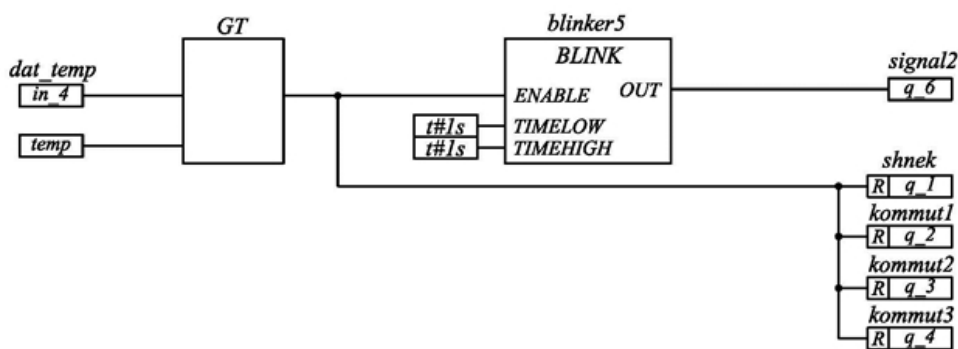 GT
blinker5
BLINK
dat_temp
in_4
temp
ENABLE
OUT
t#1s
TIMELOW
t#1s
TIMEHIGH
signal2
q_6
shnek
R q_1
kommut1
R q_2
kommut2
R q_3
kommut3
R q_4